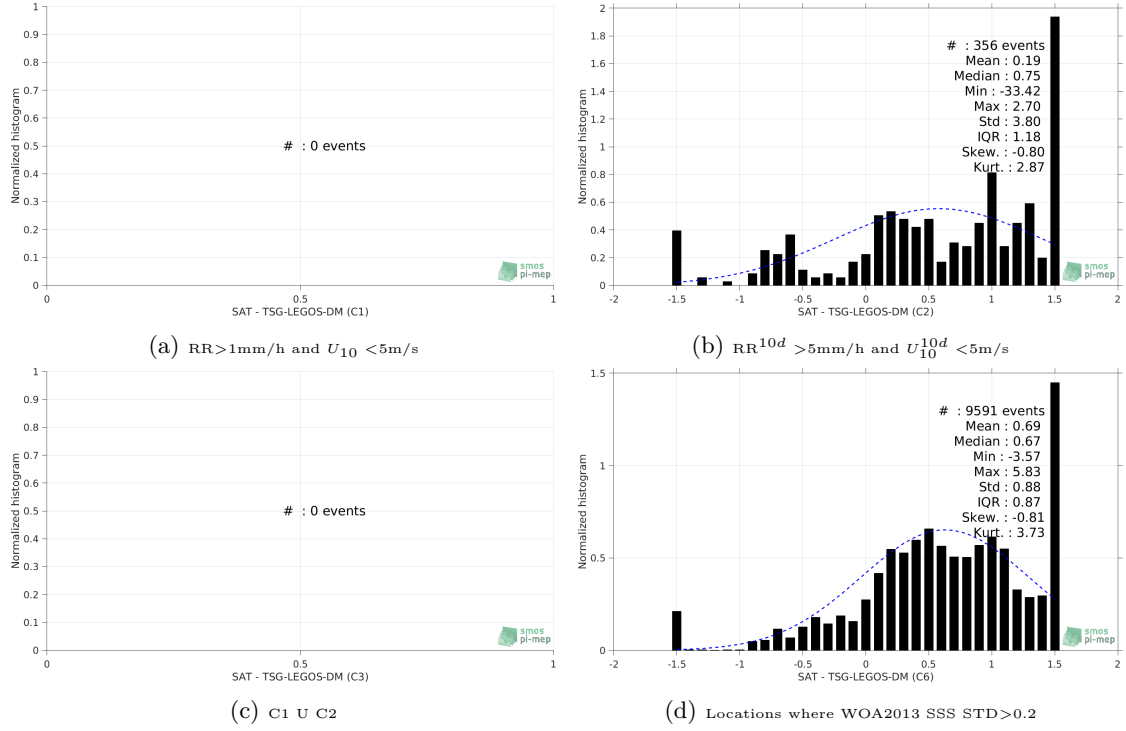 1
0.9
0.8
0.7
0.6
0.5
0.4
0.3
0.2
0.1
0
Normalized histogram
# : 0 events
smos
pi-mep
0 0.5 1
SAT - TSG-LEGOS-DM (C1)
(a) RR>1mm/h and U10 <5m/s
2
1.8
1.6
1.4
1.2
1
0.8
0.6
0.4
0.2
0
Normalized histogram
# : 356 events
Mean : 0.19
Median : 0.75
Min : -33.42
Max : 2.70
Std : 3.80
IQR : 1.18
Skew. : -0.80
Kurt. : 2.87
smos
pi-mep
-2 -1.5 -1 -0.5 0 0.5 1 1.5 2
SAT - TSG-LEGOS-DM (C2)
(b) RR10d >5mm/h and U10d10 <5m/s
1
0.9
0.8
0.7
0.6
0.5
0.4
0.3
0.2
0.1
0
Normalized histogram
# : 0 events
smos
pi-mep
0 0.5 1
SAT - TSG-LEGOS-DM (C3)
(c) C1 U C2
1.5
1
0.5
0
Normalized histogram
# : 9591 events
Mean : 0.69
Median : 0.67
Min : -3.57
Max : 5.83
Std : 0.88
IQR : 0.87
Skew. : -0.81
Kurt. : 3.73
smos
pi-mep
-2 -1.5 -1 -0.5 0 0.5 1 1.5 2
SAT - TSG-LEGOS-DM (C6)
(d) Locations where WOA2013 SSS STD>0.2